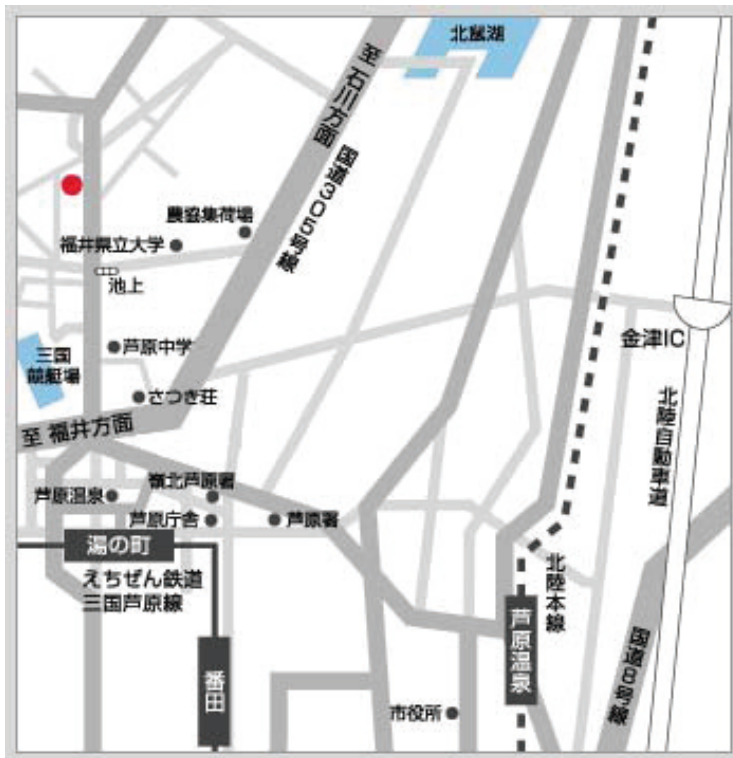 北潟湖
至 石川方面
国道305号線
農協集荷場
福井県立大学
池上
金津IC
芦原中学
三国
競艇場
さつき荘
北陸自動車道
至 福井方面
嶺北芦原署
芦原温泉
芦原庁舎
芦原署
湯の町
えちぜん鉄道
三国芦原線
北陸本線
芦原温泉
番田
国道8号線
市役所